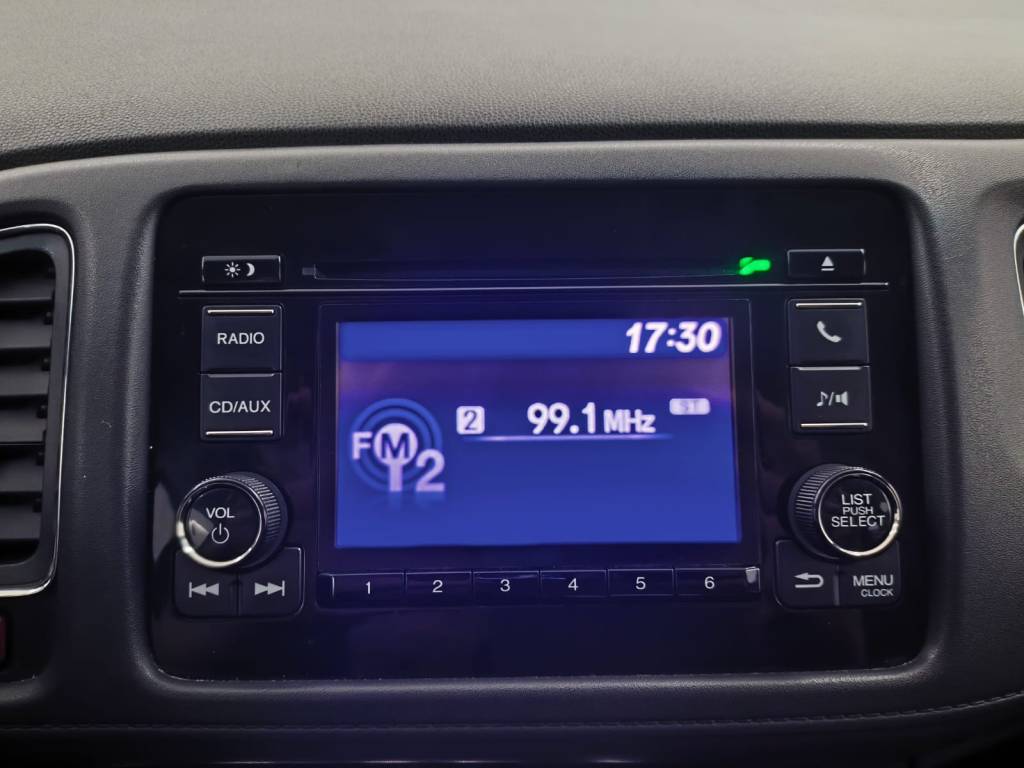 17:30
RADIO
CD/AUX
2 99.1 MHz ST
FM 2
VOL
LIST
PUSH
SELECT
1 2 3 4 5 6
MENU
CLOCK